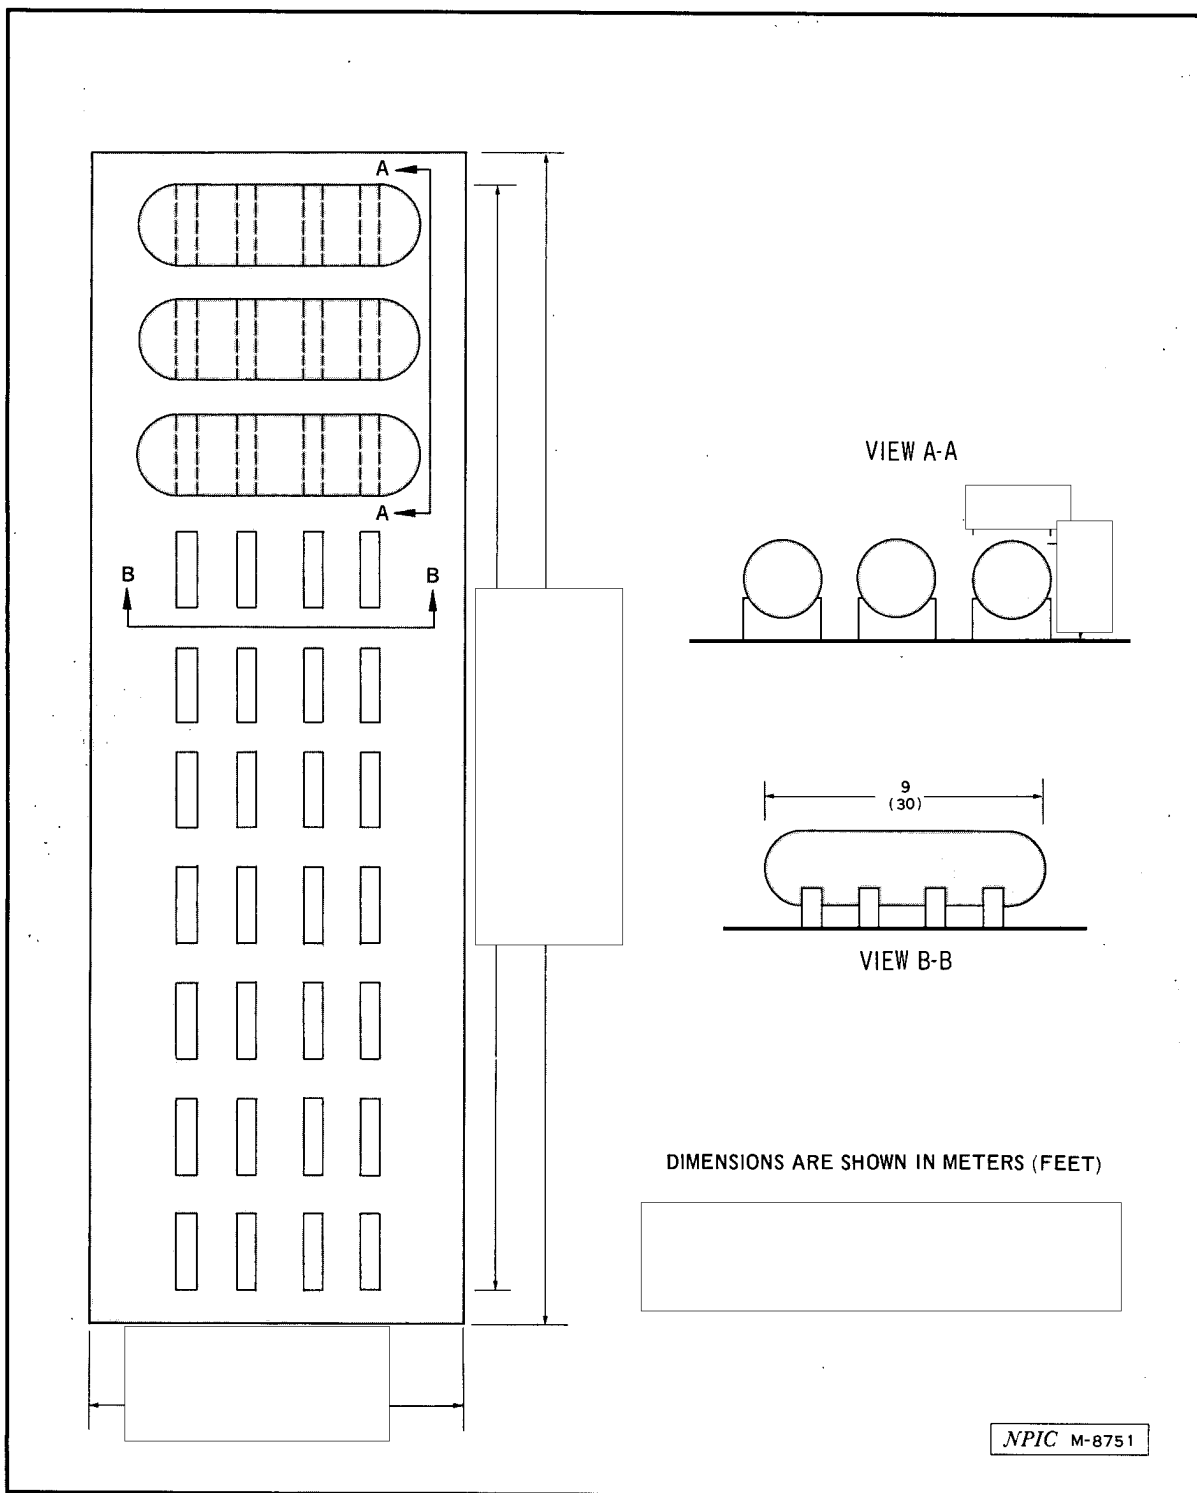 A
A
B B
VIEW A-A
9
(30)
VIEW B-B
DIMENSIONS ARE SHOWN IN METERS (FEET)
NPIC M-8751